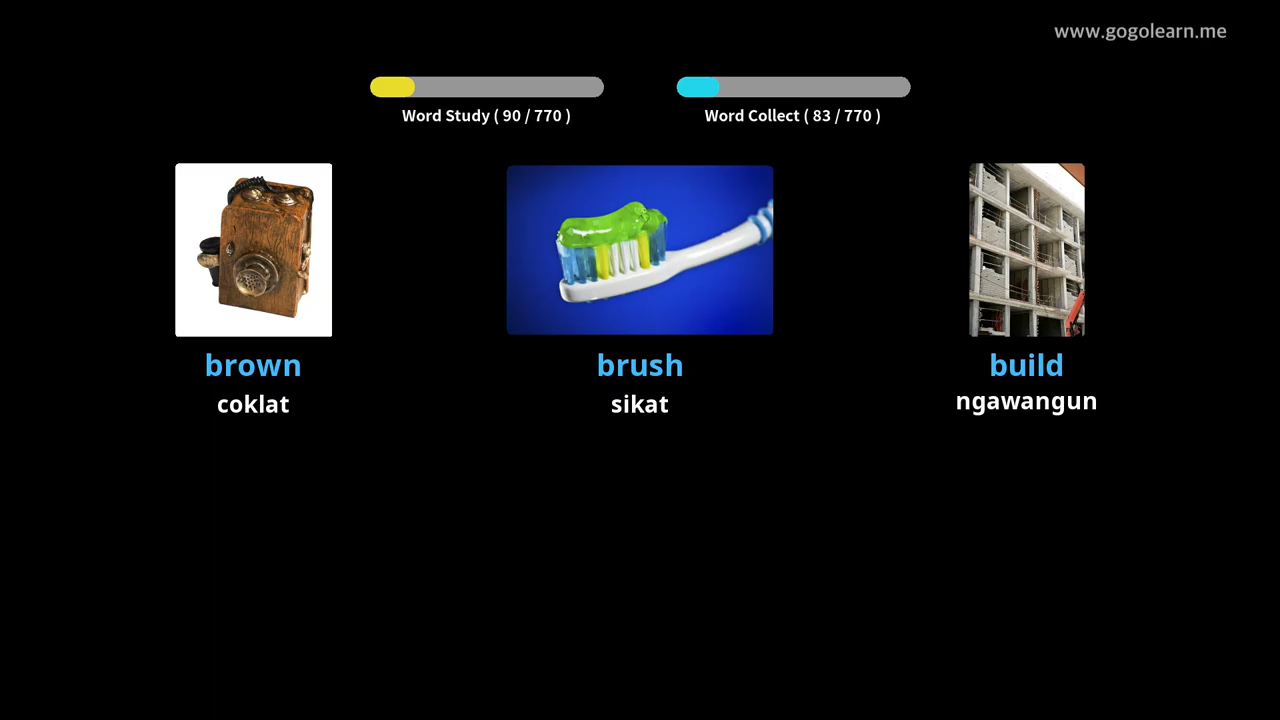 www.gogolearn.me
Word Study ( 90 / 770 )
Word Collect ( 83 / 770 )
brown
brush
build
coklat
sikat
ngawangun